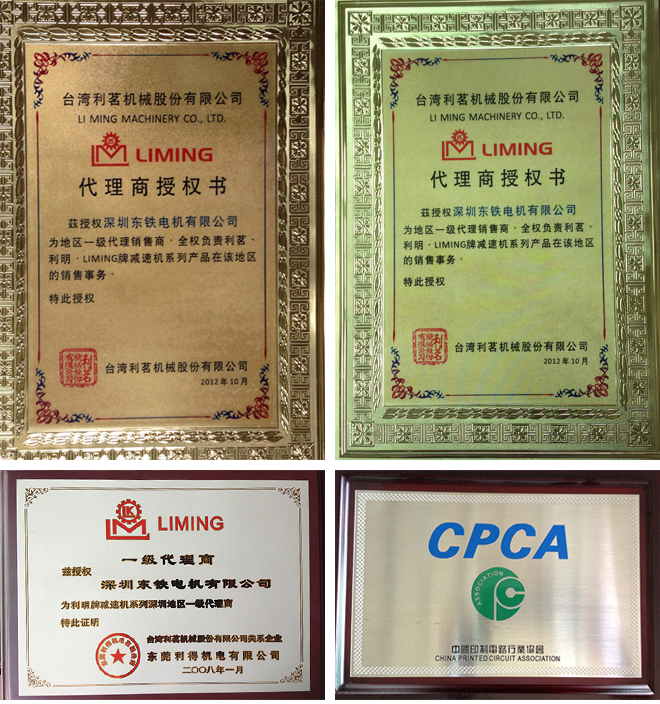 台湾利茗机械股份有限公司
LI MING MACHINERY CO., LTD.
LIMING
代理商授权书
兹授权深圳东铁电机有限公司
为地区一级代理销售商，全权负责利茗、
利明、LIMING牌减速机系列产品在该地区
的销售事务。
特此授权
台湾利茗机械股份有限公司
2012年10月
台湾利茗机械股份有限公司
LI MING MACHINERY CO., LTD.
LIMING
代理商授权书
兹授权深圳东铁电机有限公司
为地区一级代理销售商，全权负责利茗、
利明、LIMING牌减速机系列产品在该地区
的销售事务。
特此授权
台湾利茗机械股份有限公司
2012年10月
LK
LIMING
一级代理商
兹授权
深圳东铁电机有限公司
为利明牌减速机系列深圳地区一级代理商
特此证明
台湾利茗机械股份有限公司关系企业
东莞利得机电有限公司
二〇〇八年一月
CPCA
ASSOCIATION
中國印制電路行業協會
CHINA PRINTED CIRCUIT ASSOCIATION